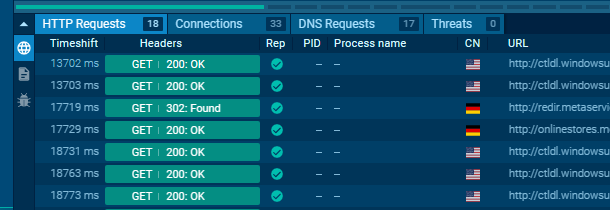 HTTP Requests 18 Connections 33 DNS Requests 17 Threats 0
Timeshift Headers Rep PID Process name CN URL
13702 ms GET 200: OK – – http://ctldl.windowsu
13703 ms GET 200: OK – – http://ctldl.windowsu
17719 ms GET 302: Found – – http://redir.metaservic
17729 ms GET 200: OK – – http://onlinestores.me
18731 ms GET 200: OK – – http://ctldl.windowsu
18763 ms GET 200: OK – – http://ctldl.windowsu
18773 ms GET 200: OK – – http://ctldl.windowsu